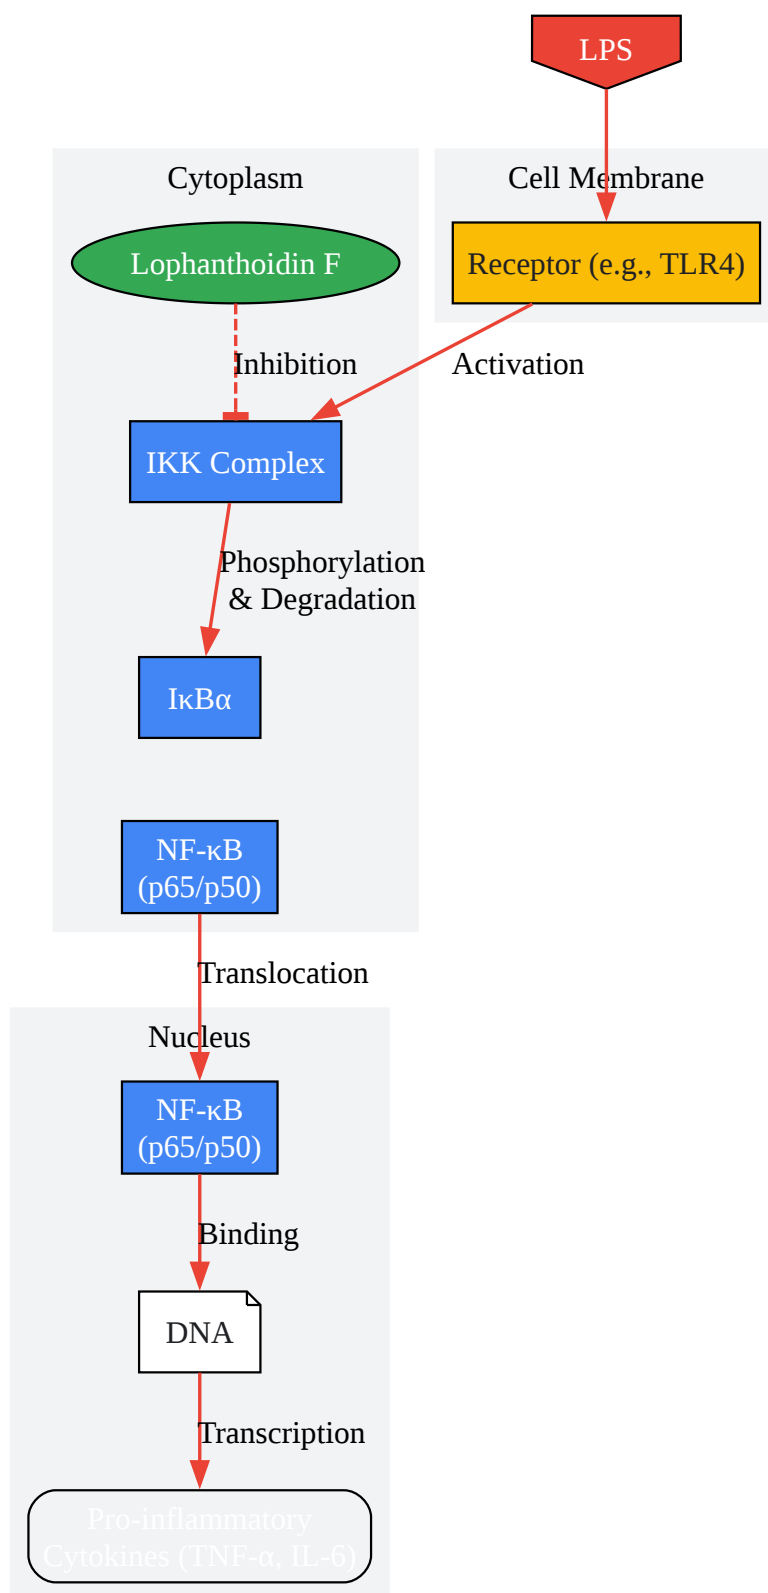 LPS
Cytoplasm
Cell Membrane
Lophanthoidin F
Receptor (e.g., TLR4)
Inhibition
Activation
IKK Complex
Phosphorylation
& Degradation
IκBα
NF-κB
(p65/p50)
Translocation
Nucleus
NF-κB
(p65/p50)
Binding
DNA
Transcription
Pro-inflammatory
Cytokines (TNF-α, IL-6)